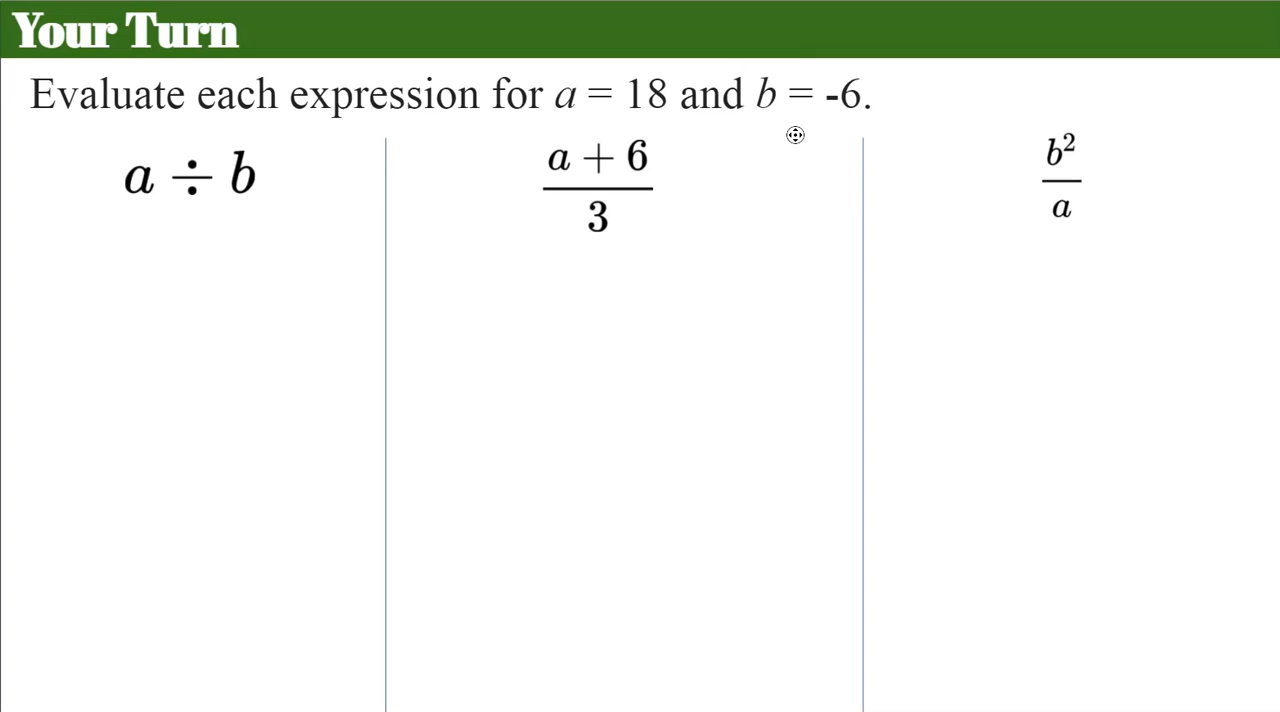 Your Turn
Evaluate each expression for a = 18 and b = -6.
a ÷ b
a + 6
3
b²
a